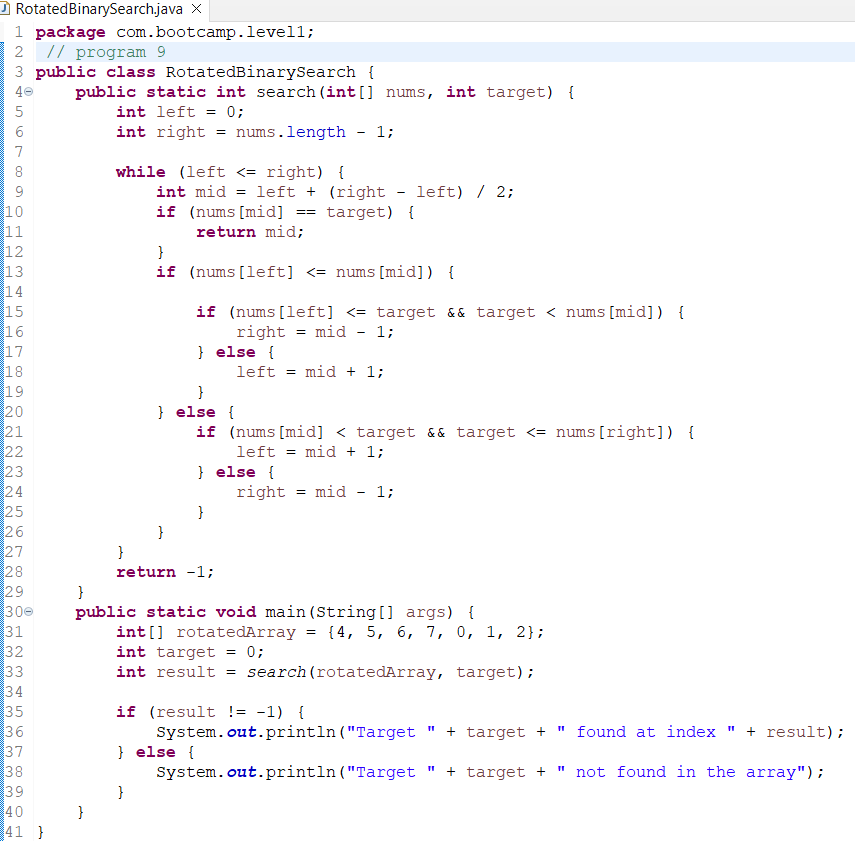 RotatedBinarySearch.java ×
1 package com.bootcamp.level1;
2  // program 9
3 public class RotatedBinarySearch {
4     public static int search(int[] nums, int target) {
5         int left = 0;
6         int right = nums.length - 1;
7
8         while (left <= right) {
9             int mid = left + (right - left) / 2;
10             if (nums[mid] == target) {
11                 return mid;
12             }
13             if (nums[left] <= nums[mid]) {
14
15                 if (nums[left] <= target && target < nums[mid]) {
16                     right = mid - 1;
17                 } else {
18                     left = mid + 1;
19                 }
20             } else {
21                 if (nums[mid] < target && target <= nums[right]) {
22                     left = mid + 1;
23                 } else {
24                     right = mid - 1;
25                 }
26             }
27         }
28         return -1;
29     }
30     public static void main(String[] args) {
31         int[] rotatedArray = {4, 5, 6, 7, 0, 1, 2};
32         int target = 0;
33         int result = search(rotatedArray, target);
34
35         if (result != -1) {
36             System.out.println("Target " + target + " found at index " + result);
37         } else {
38             System.out.println("Target " + target + " not found in the array");
39         }
40     }
41 }